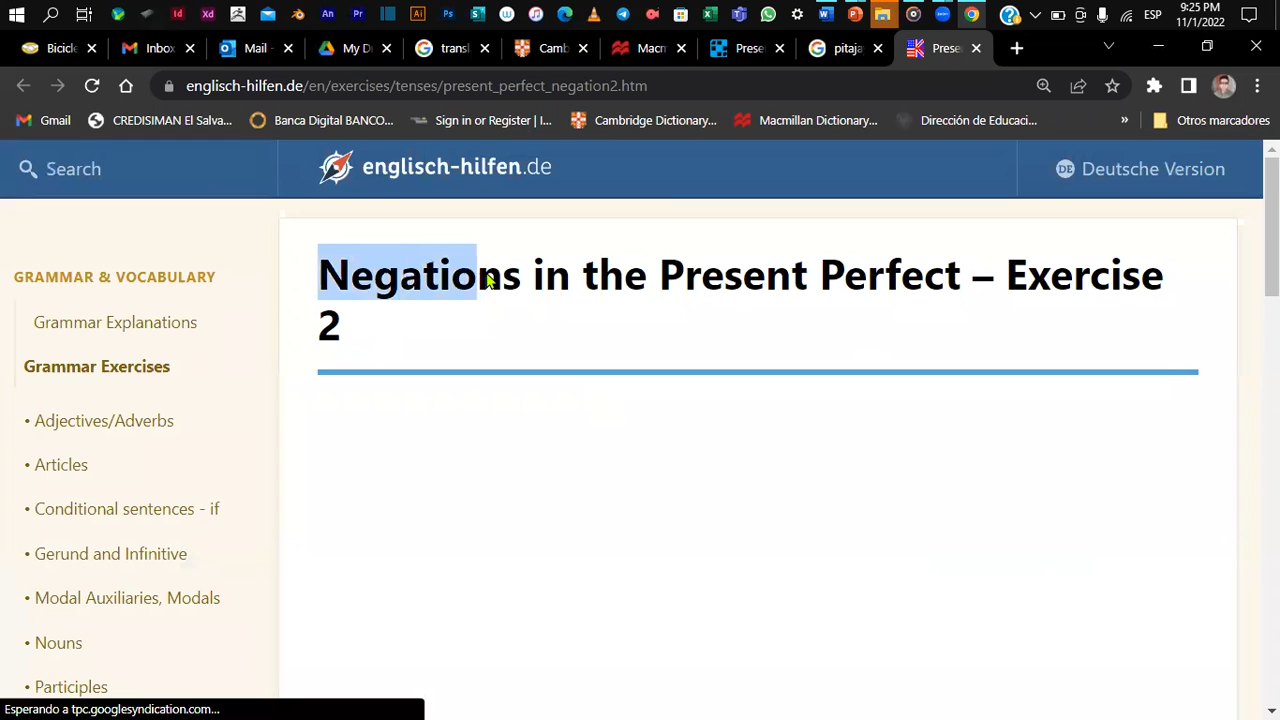 9:25 PM
ESP
11/1/2022
Bicicle
Inbox
Mail -
My D
transl
Camb
Macm
Prese
pitaja
Prese
englisch-hilfen.de/en/exercises/tenses/present_perfect_negation2.htm
Gmail
CREDISIMAN El Salva...
Banca Digital BANCO...
Sign in or Register | I...
Cambridge Dictionary...
Macmillan Dictionary...
Dirección de Educaci...
»
Otros marcadores
Search
englisch-hilfen.de
DE Deutsche Version
GRAMMAR & VOCABULARY
Grammar Explanations
Grammar Exercises
• Adjectives/Adverbs
• Articles
• Conditional sentences - if
• Gerund and Infinitive
• Modal Auxiliaries, Modals
• Nouns
• Participles
Negations in the Present Perfect – Exercise
2
Esperando a tpc.googlesyndication.com...